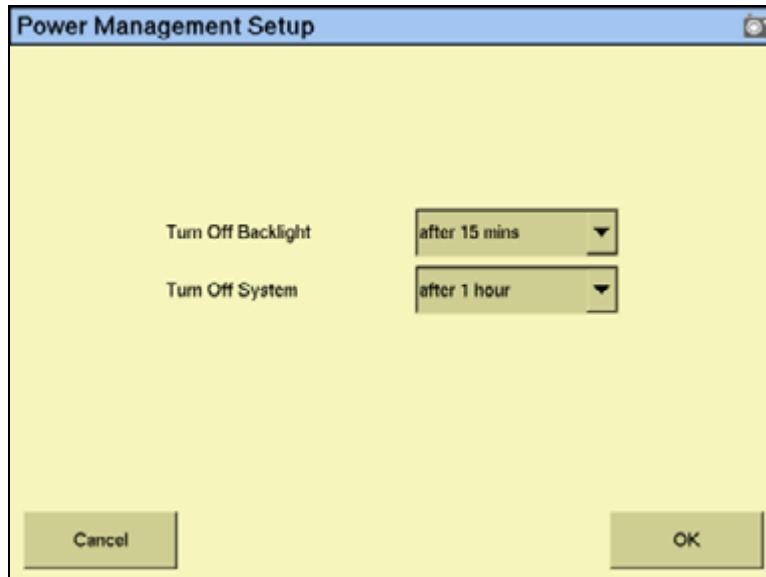 Power Management Setup
Turn Off Backlight after 15 mins
Turn Off System after 1 hour
Cancel OK